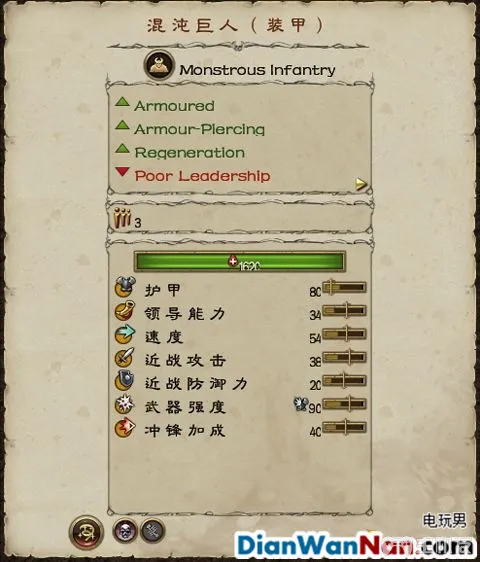 混沌巨人（装甲）
Monstrous Infantry
Armoured
Armour-Piercing
Regeneration
Poor Leadership
3
1620
护甲 80
领导能力 34
速度 54
近战攻击 38
近战防御力 20
武器强度 90
冲锋加成 40
电玩男
DianWanNan.com